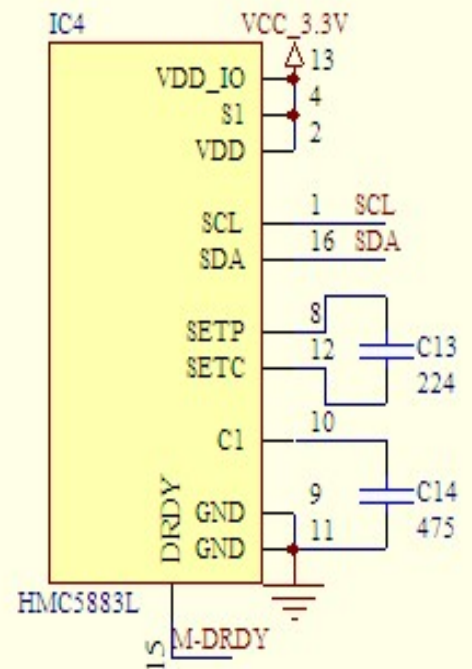 IC4
VCC_3.3V
VDD_IO 13
S1 4
VDD 2
SCL 1 SCL
SDA 16 SDA
SETP 8
SETC 12
C13
224
C1 10
GND 9
GND 11
C14
475
DRDY
HMC5883L
15
M-DRDY